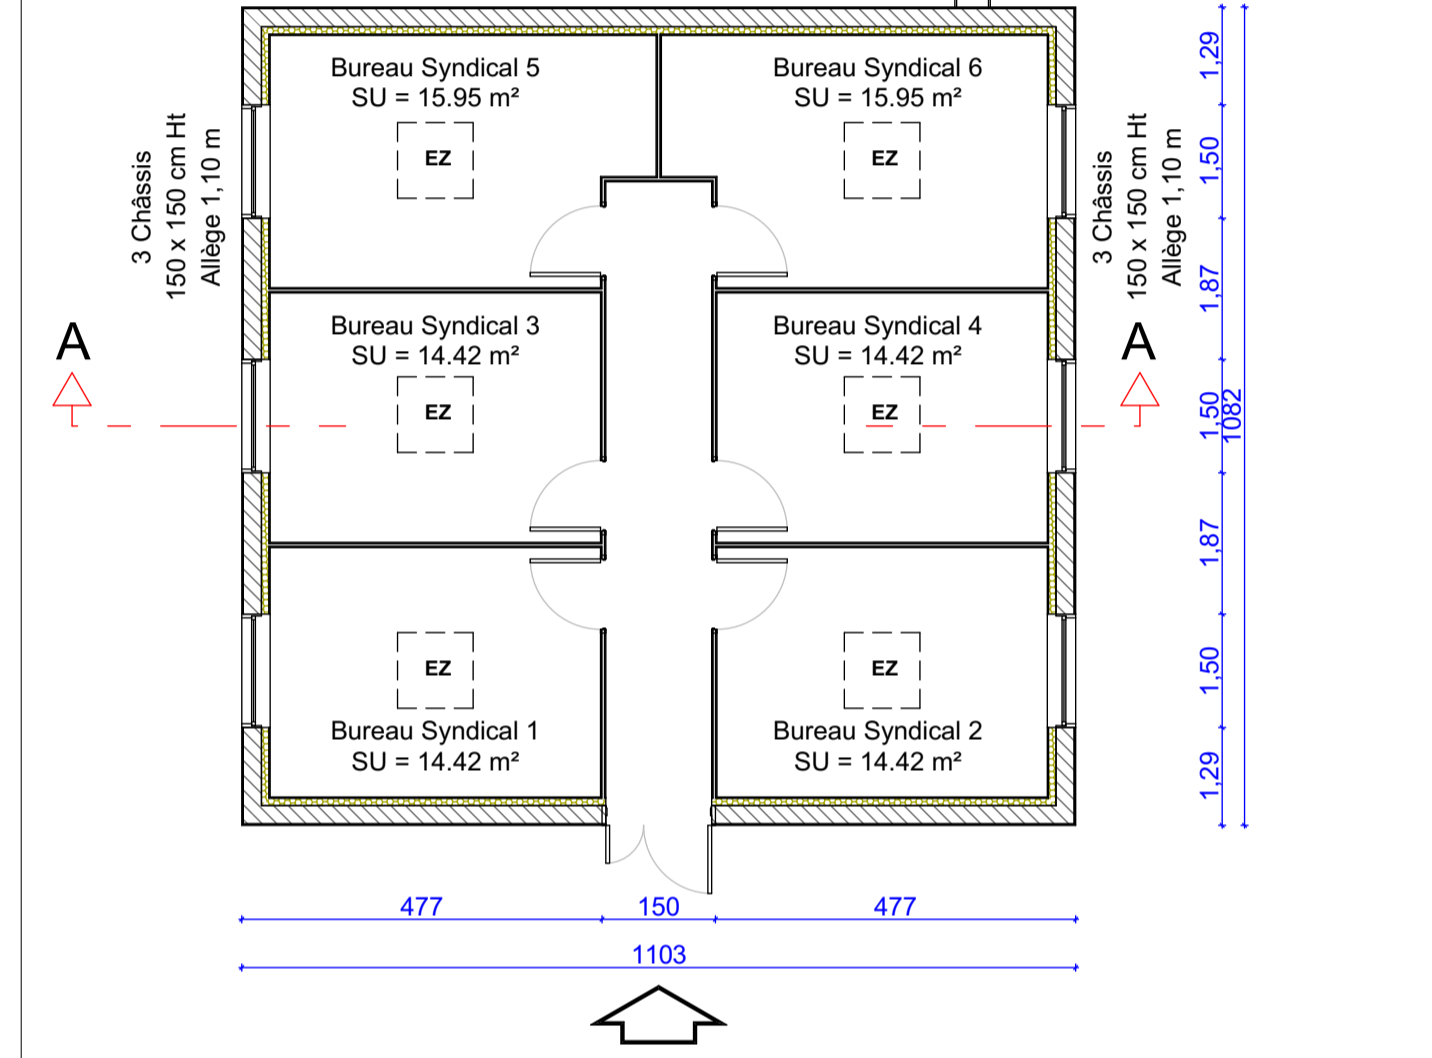 Bureau Syndical 5
SU = 15.95 m²
EZ
Bureau Syndical 6
SU = 15.95 m²
EZ
3 Châssis
150 x 150 cm Ht
Allège 1,10 m
3 Châssis
150 x 150 cm Ht
Allège 1,10 m
A
A
Bureau Syndical 3
SU = 14.42 m²
EZ
Bureau Syndical 4
SU = 14.42 m²
EZ
EZ
Bureau Syndical 1
SU = 14.42 m²
EZ
Bureau Syndical 2
SU = 14.42 m²
1,29
1,50
1,87
1,50
1,87
1,50
1,29
1082
477
150
477
1103